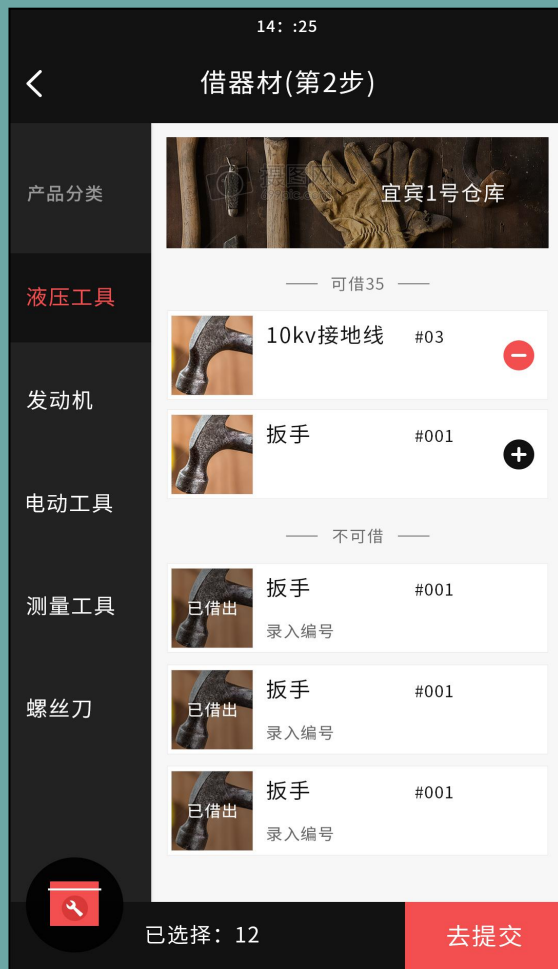 14: :25
借器材(第2步)
产品分类
液压工具
发动机
电动工具
测量工具
螺丝刀
宜宾1号仓库
可借35
10kv接地线 #03
扳手 #001
不可借
已借出 扳手 #001
录入编号
已借出 扳手 #001
录入编号
已借出 扳手 #001
录入编号
已选择：12
去提交